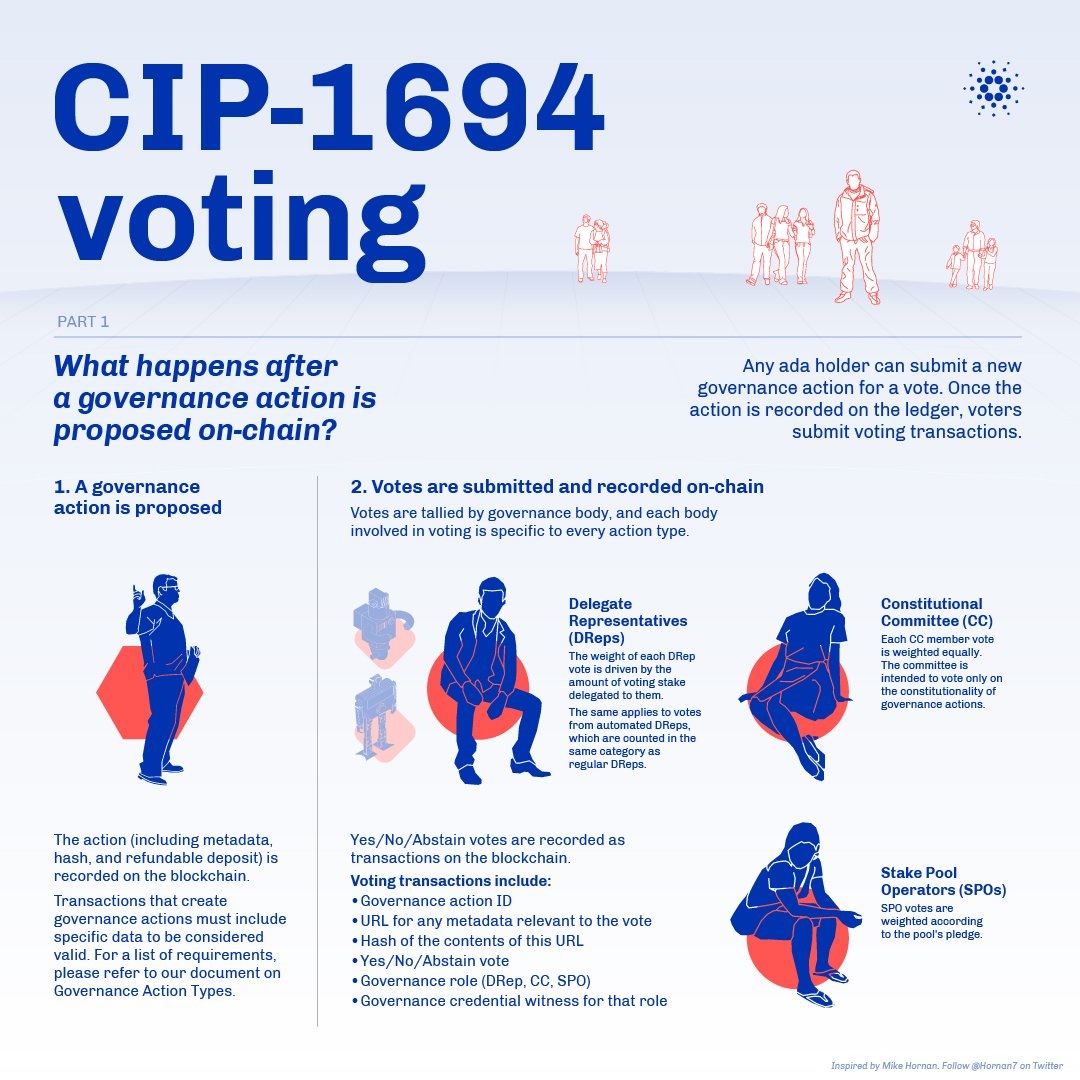 CIP-1694
voting
PART 1
What happens after
a governance action is
proposed on-chain?
Any ada holder can submit a new
governance action for a vote. Once the
action is recorded on the ledger, voters
submit voting transactions.
1. A governance
action is proposed
The action (including metadata,
hash, and refundable deposit) is
recorded on the blockchain.
Transactions that create
governance actions must include
specific data to be considered
valid. For a list of requirements,
please refer to our document on
Governance Action Types.
2. Votes are submitted and recorded on-chain
Votes are tallied by governance body, and each body
involved in voting is specific to every action type.
Delegate
Representatives
(DReps)
The weight of each DRep
vote is driven by the
amount of voting stake
delegated to them.
The same applies to votes
from automated DReps,
which are counted in the
same category as
regular DReps.
Constitutional
Committee (CC)
Each CC member vote
is weighted equally.
The committee is
intended to vote only on
the constitutionality of
governance actions.
Yes/No/Abstain votes are recorded as
transactions on the blockchain.
Voting transactions include:
• Governance action ID
• URL for any metadata relevant to the vote
• Hash of the contents of this URL
• Yes/No/Abstain vote
• Governance role (DRep, CC, SPO)
• Governance credential witness for that role
Stake Pool
Operators (SPOs)
SPO votes are
weighted according
to the pool's pledge.
Inspired by Mike Hornan. Follow @Hornan7 on Twitter